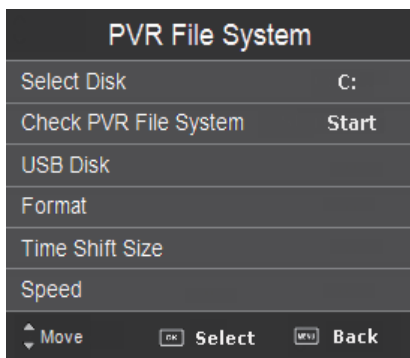 PVR File System
Select Disk C:
Check PVR File System Start
USB Disk
Format
Time Shift Size
Speed
Move OK Select MENU Back